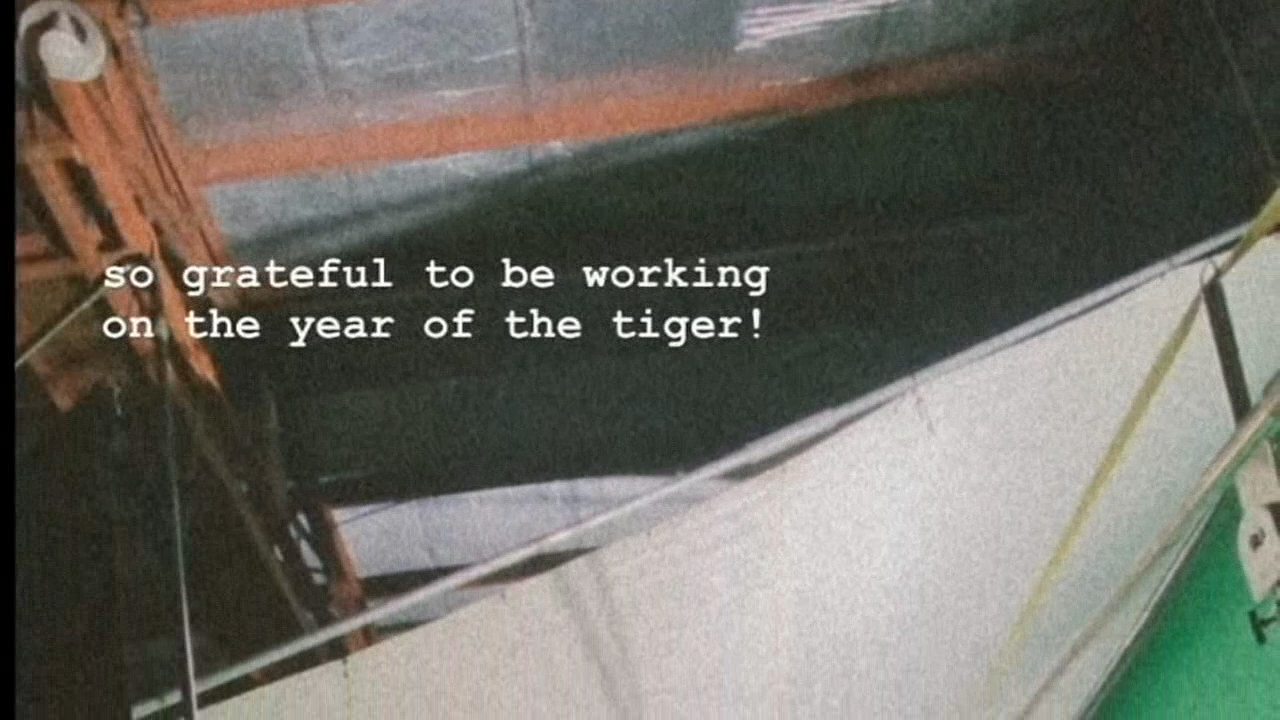 so grateful to be working
on the year of the tiger!